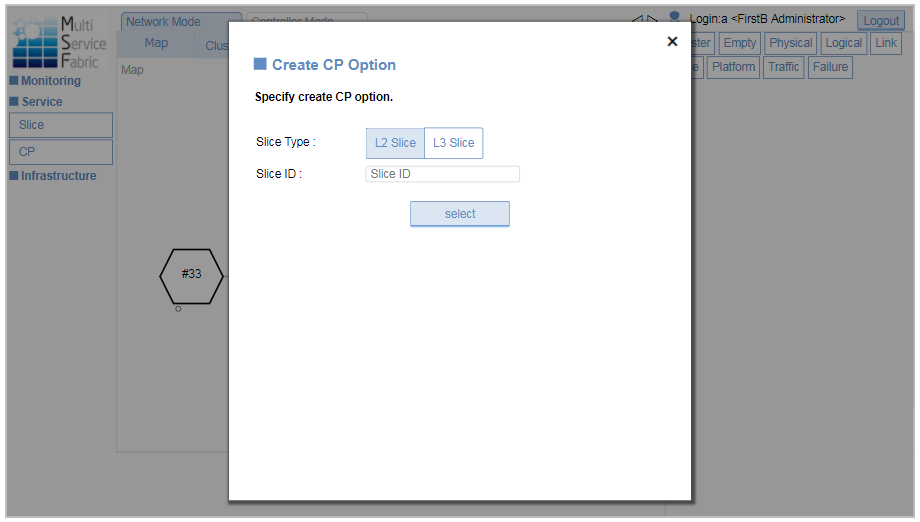 Multi
Service
Fabric
Network Mode
Controller Mode
Login:a <FirstB Administrator>
Logout
Map
Empty
Physical
Logical
Link
Platform
Traffic
Failure
Map
Monitoring
Service
Slice
CP
Infrastructure
#33
×
Create CP Option
Specify create CP option.
Slice Type :
L2 Slice
L3 Slice
Slice ID :
Slice ID
select